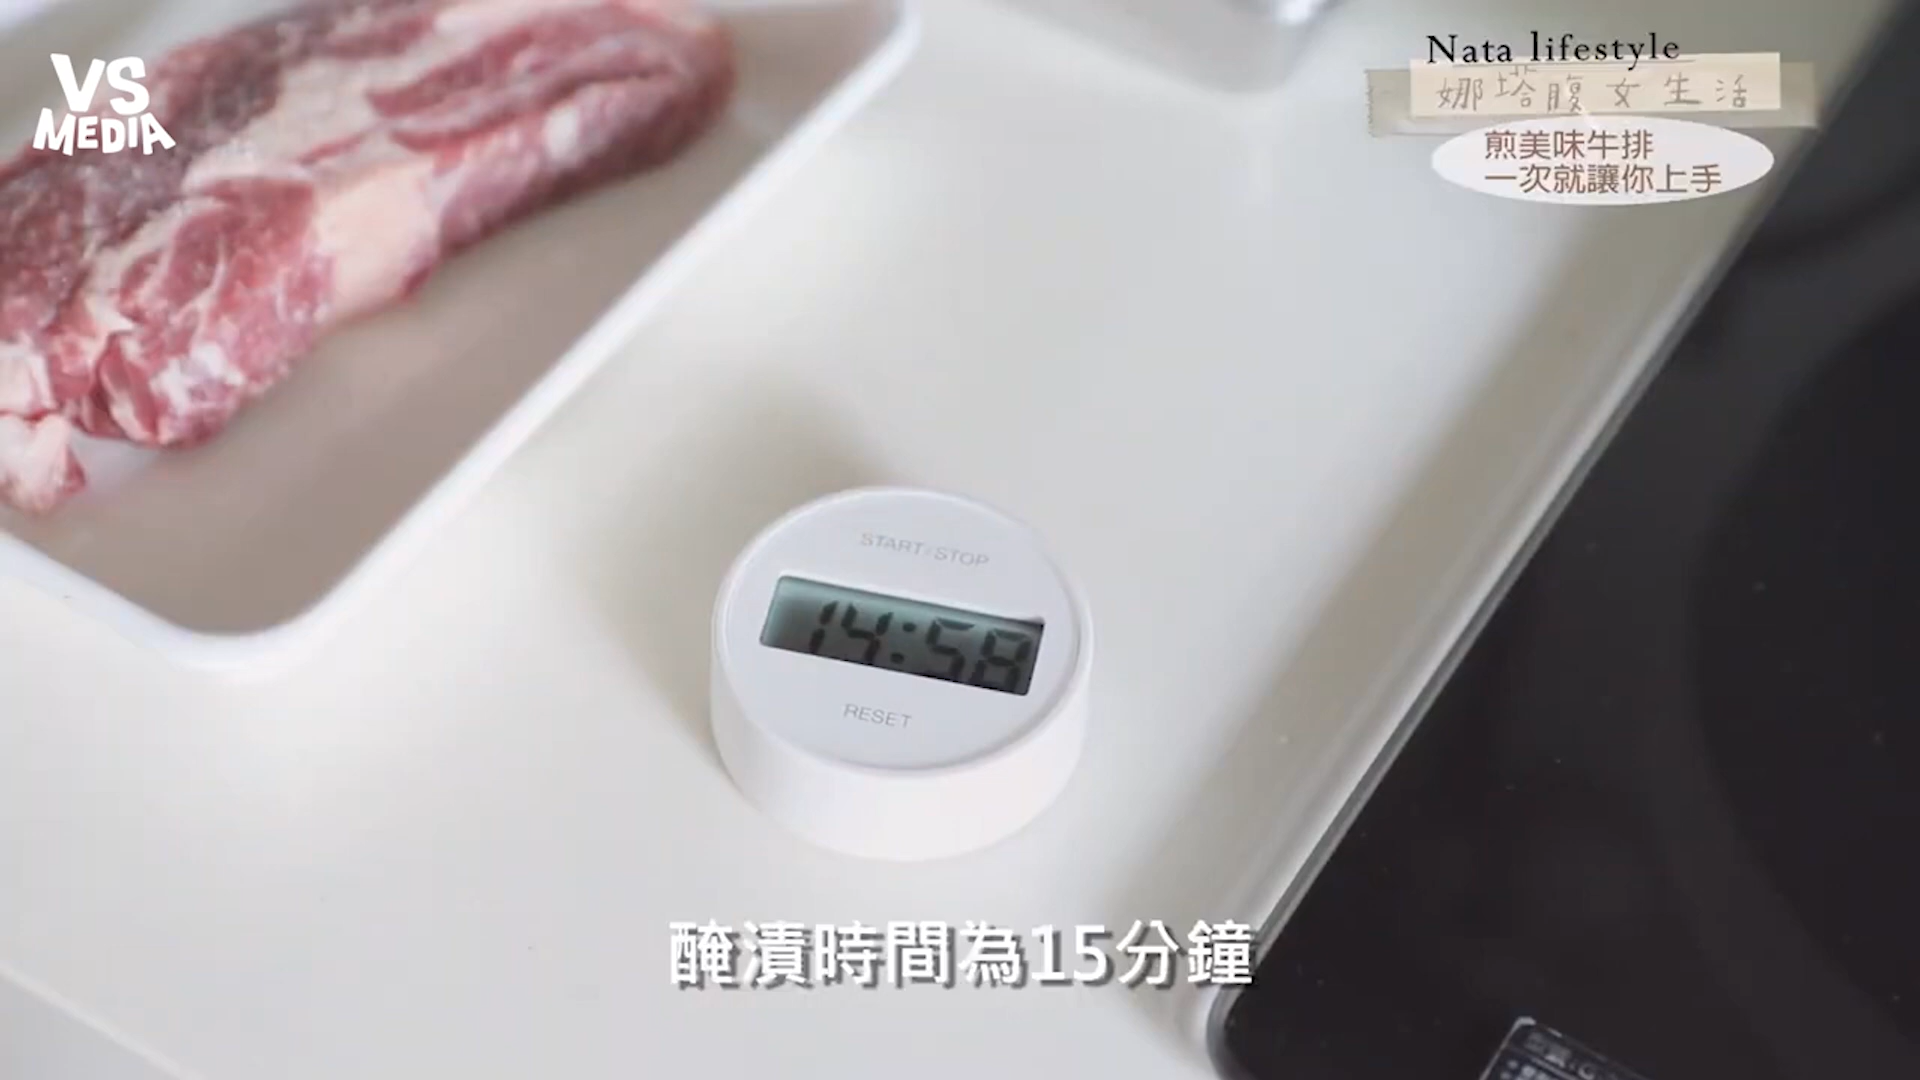 VS
MEDIA
Nata lifestyle
娜塔腹女生活
煎美味牛排
一次就讓你上手
START/STOP
14:58
RESET
醃漬時間為15分鐘